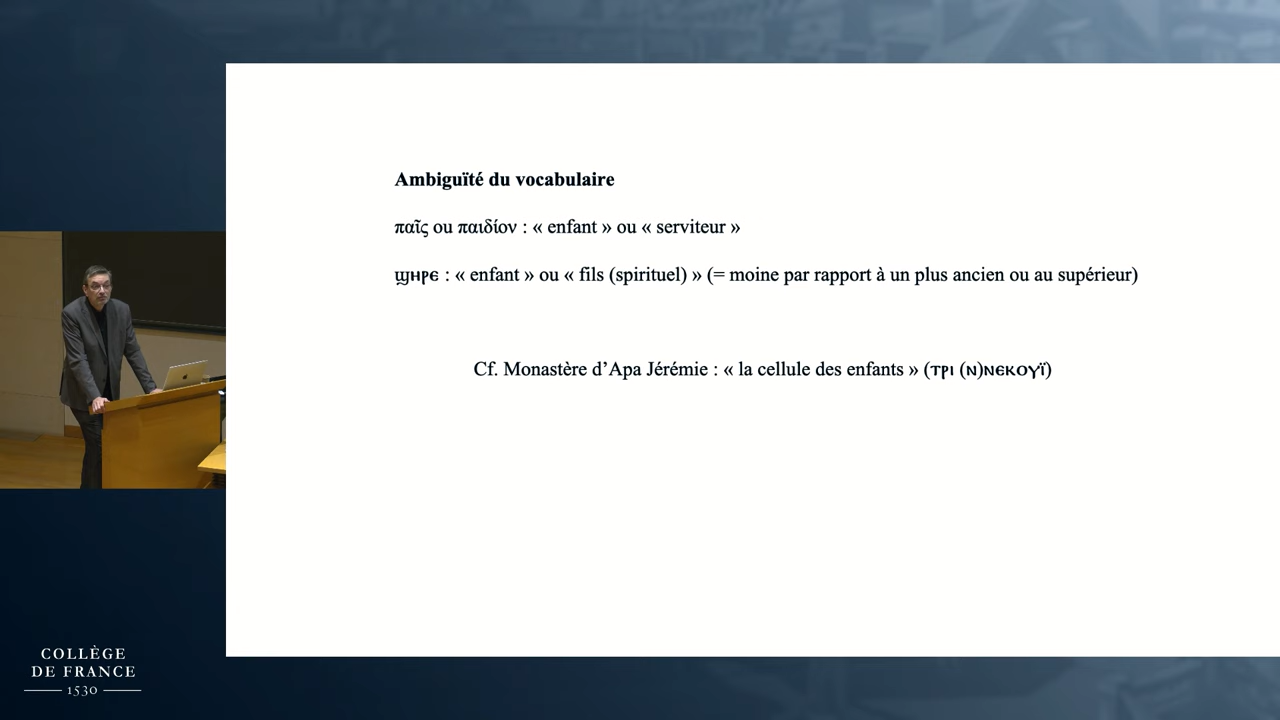 Ambiguïté du vocabulaire
παῖς ou παιδίον : « enfant » ou « serviteur »
ϣⲏⲣⲉ : « enfant » ou « fils (spirituel) » (= moine par rapport à un plus ancien ou au supérieur)
Cf. Monastère d’Apa Jérémie : « la cellule des enfants » (ⲧⲣⲓ (ⲛ)ⲛⲉⲕⲟⲩϊ)
COLLÈGE
DE FRANCE
1530